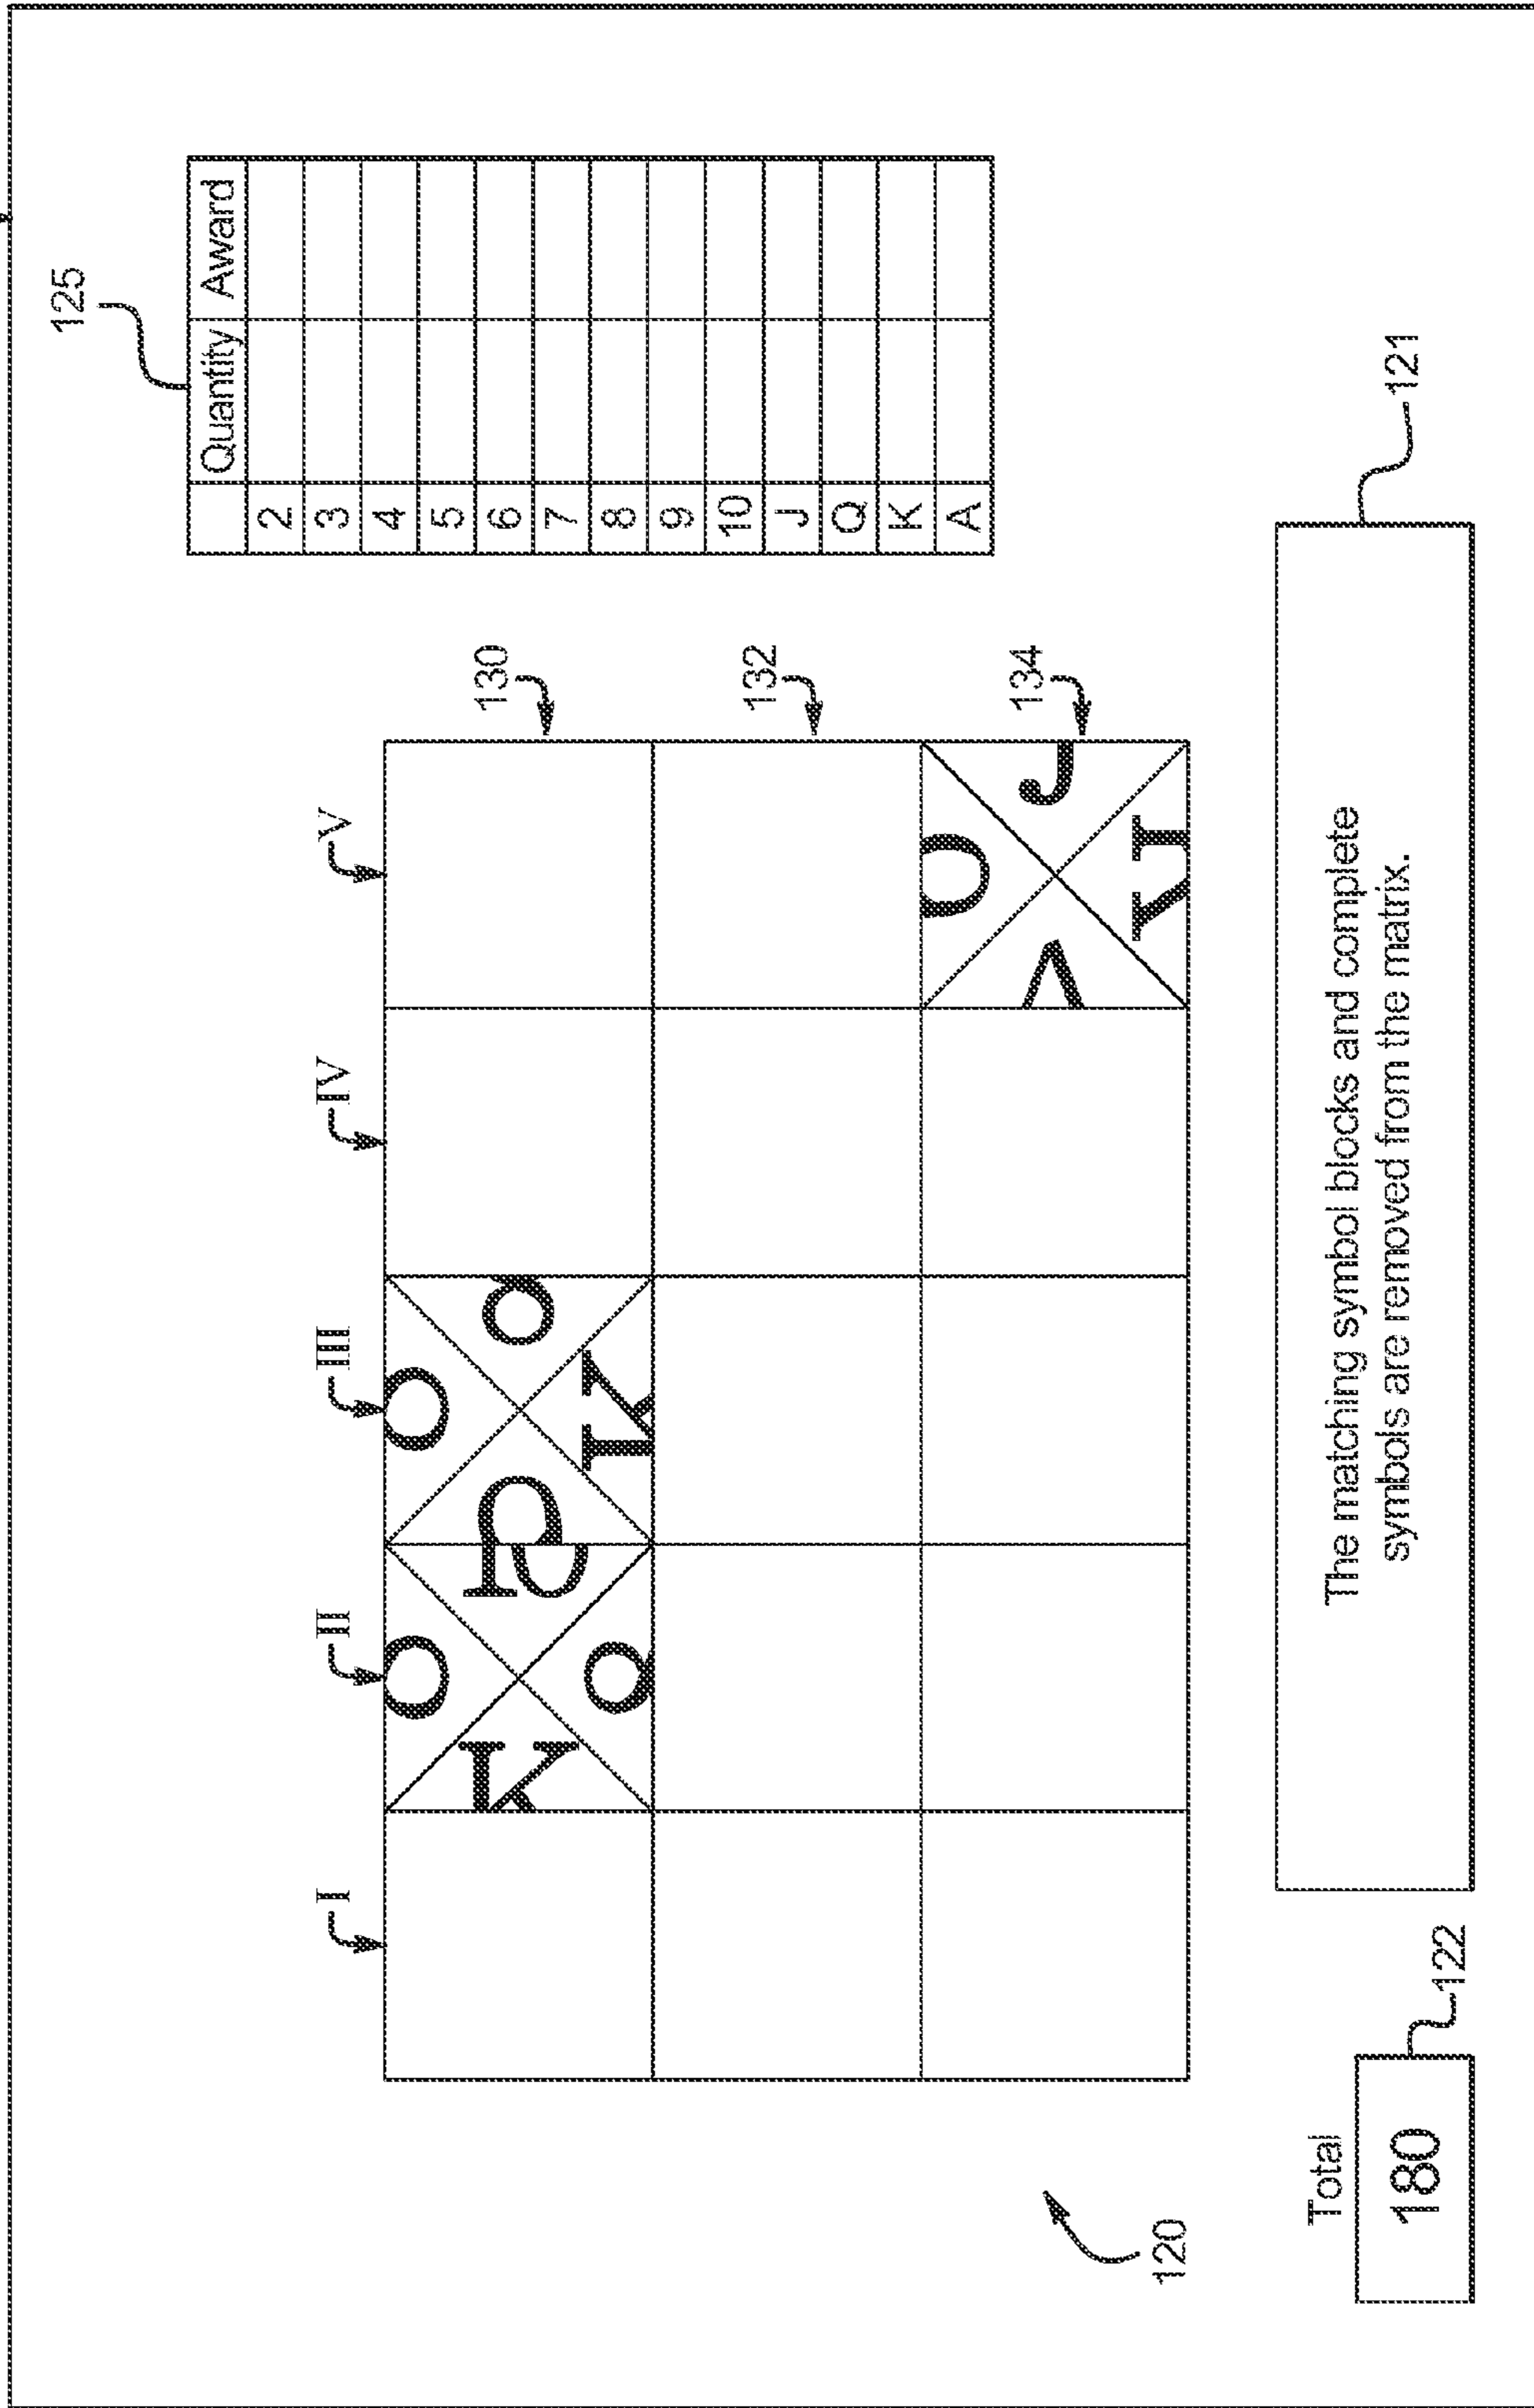 125
Quantity Award
2
3
4
5
6
7
8
9
10
J
Q
K
A
I II III IV V
130
132
134
K
J
120
Total
180
122
The matching symbol blocks and complete
symbols are removed from the matrix.
121